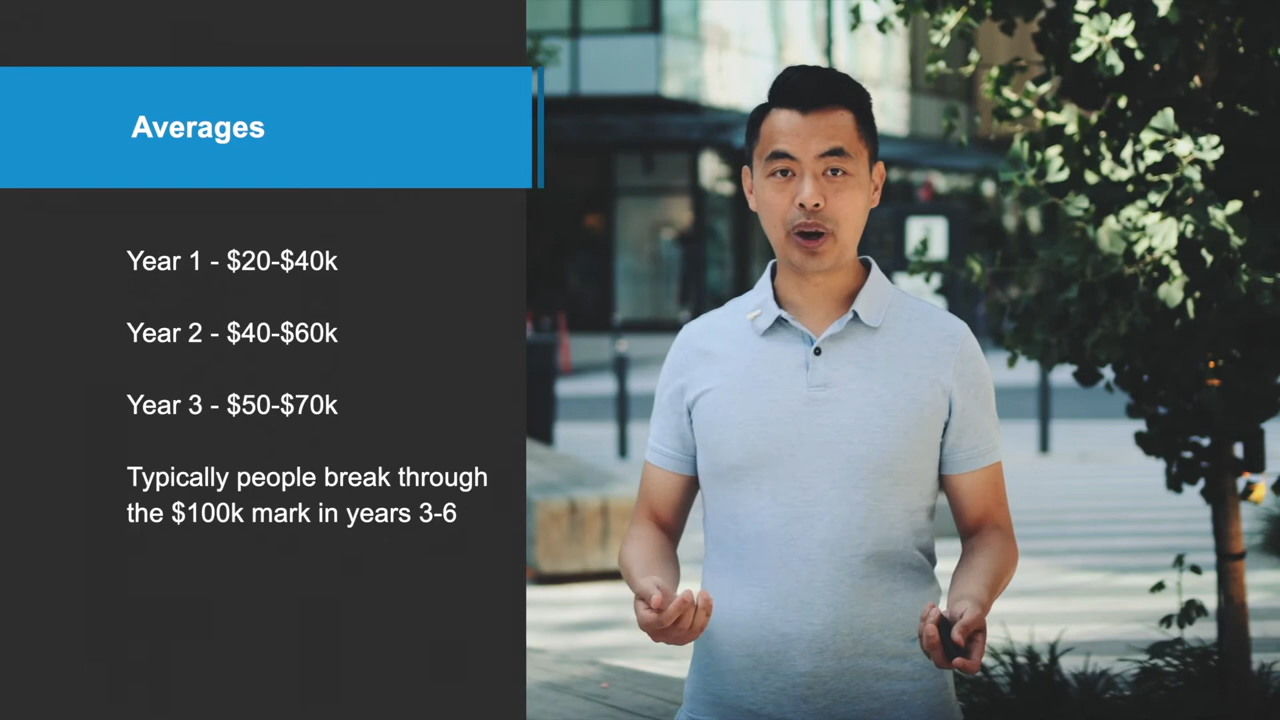 Averages
Year 1 - $20-$40k
Year 2 - $40-$60k
Year 3 - $50-$70k
Typically people break through
the $100k mark in years 3-6